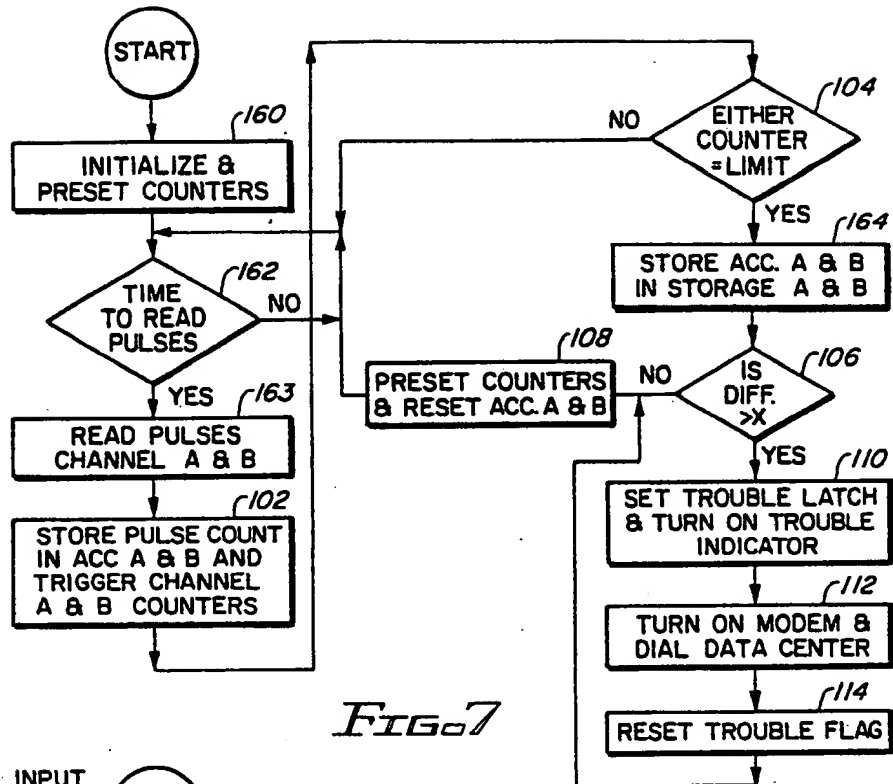 START
160
INITIALIZE &
PRESET COUNTERS
162
TIME
TO READ
PULSES
NO
YES
163
READ PULSES
CHANNEL A & B
102
STORE PULSE COUNT
IN ACC A & B AND
TRIGGER CHANNEL
A & B COUNTERS
104
EITHER
COUNTER
=LIMIT
NO
YES
164
STORE ACC. A & B
IN STORAGE A & B
106
IS
DIFF.
>X
NO
108
PRESET COUNTERS
& RESET ACC. A & B
YES
110
SET TROUBLE LATCH
& TURN ON TROUBLE
INDICATOR
112
TURN ON MODEM &
DIAL DATA CENTER
114
RESET TROUBLE FLAG
FIG. 7
INPUT